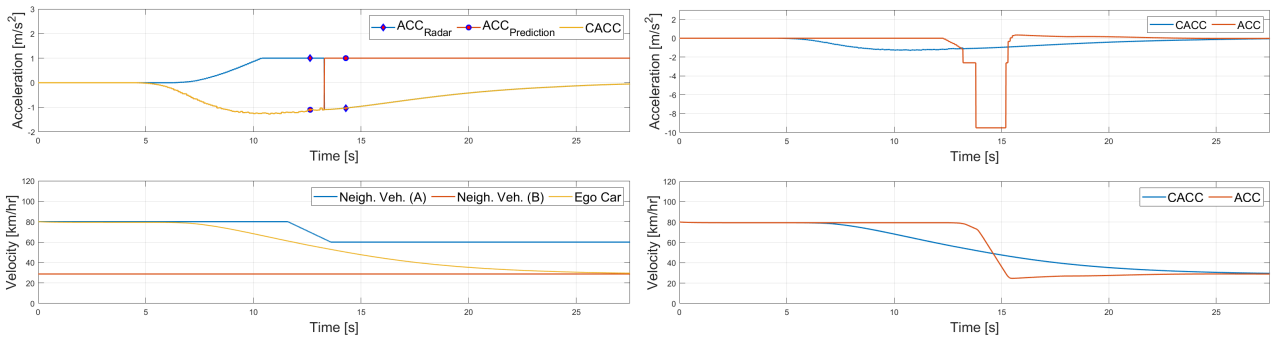 Acceleration [m/s²]
3
2
1
0
-1
-2
ACC_Radar ACC_Prediction CACC
0 5 10 15 20 25
Time [s]
Acceleration [m/s²]
2
0
-2
-4
-6
-8
-10
CACC ACC
0 5 10 15 20 25
Time [s]
Velocity [km/hr]
120
100
80
60
40
20
0
Neigh. Veh. (A) Neigh. Veh. (B) Ego Car
0 5 10 15 20 25
Time [s]
Velocity [km/hr]
120
100
80
60
40
20
0
CACC ACC
0 5 10 15 20 25
Time [s]